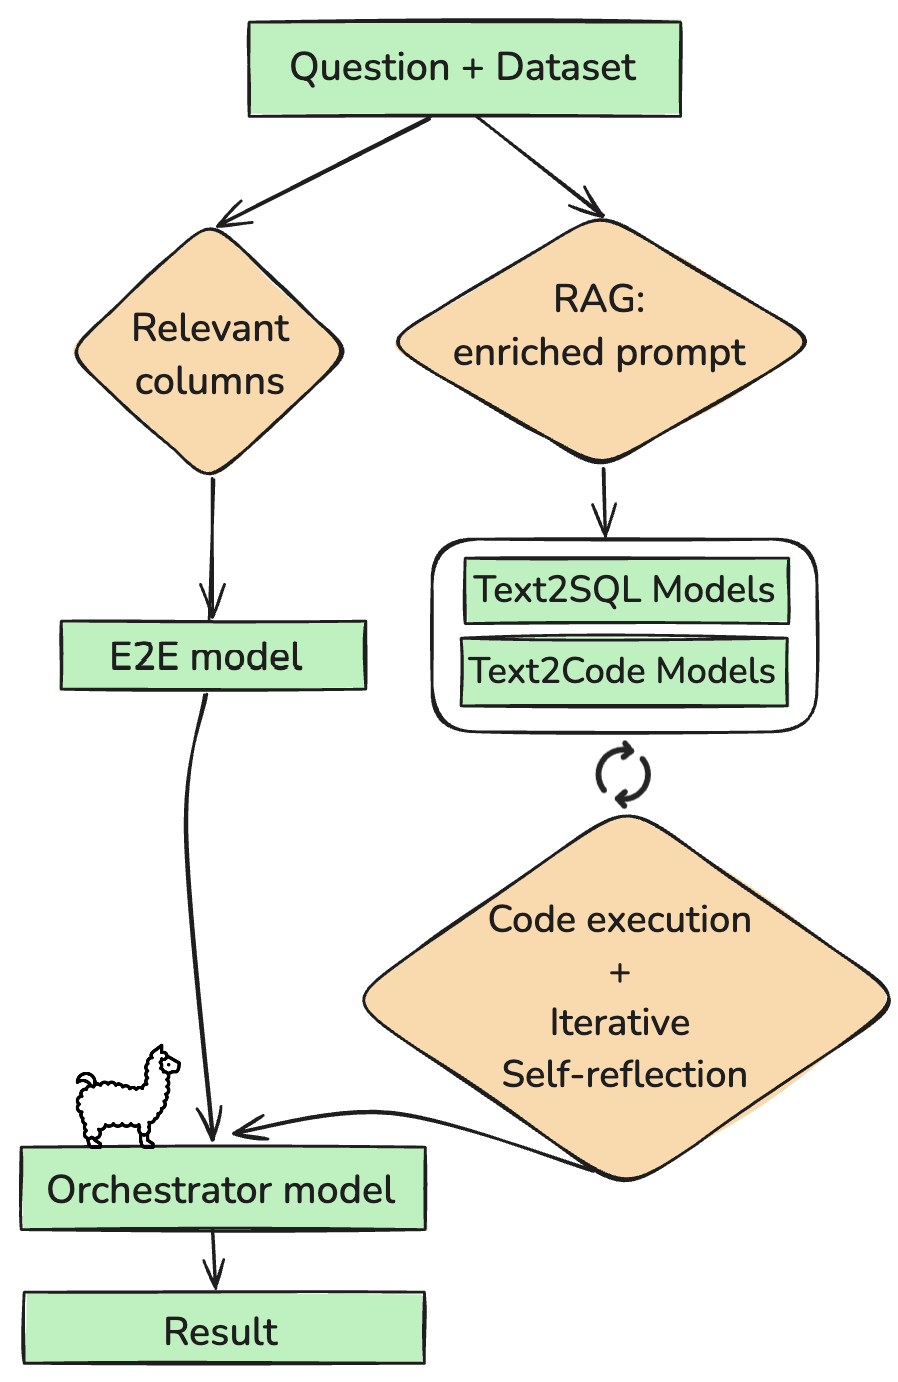 Question + Dataset
Relevant
columns
RAG:
enriched prompt
Text2SQL Models
Text2Code Models
E2E model
Code execution
+
Iterative
Self-reflection
Orchestrator model
Result